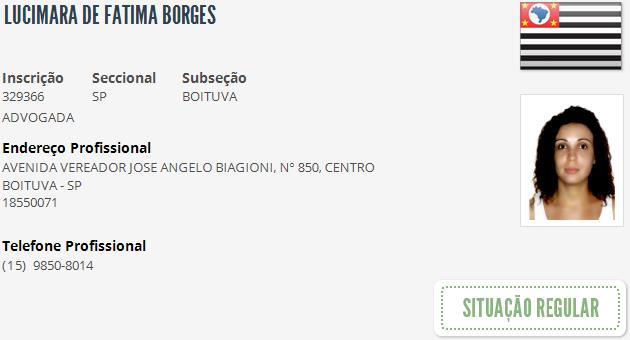 LUCIMARA DE FATIMA BORGES
Inscrição Seccional Subseção
329366 SP BOITUVA
ADVOGADA
Endereço Profissional
AVENIDA VEREADOR JOSE ANGELO BIAGIONI, Nº 850, CENTRO
BOITUVA - SP
18550071
Telefone Profissional
(15) 9850-8014
SITUAÇÃO REGULAR